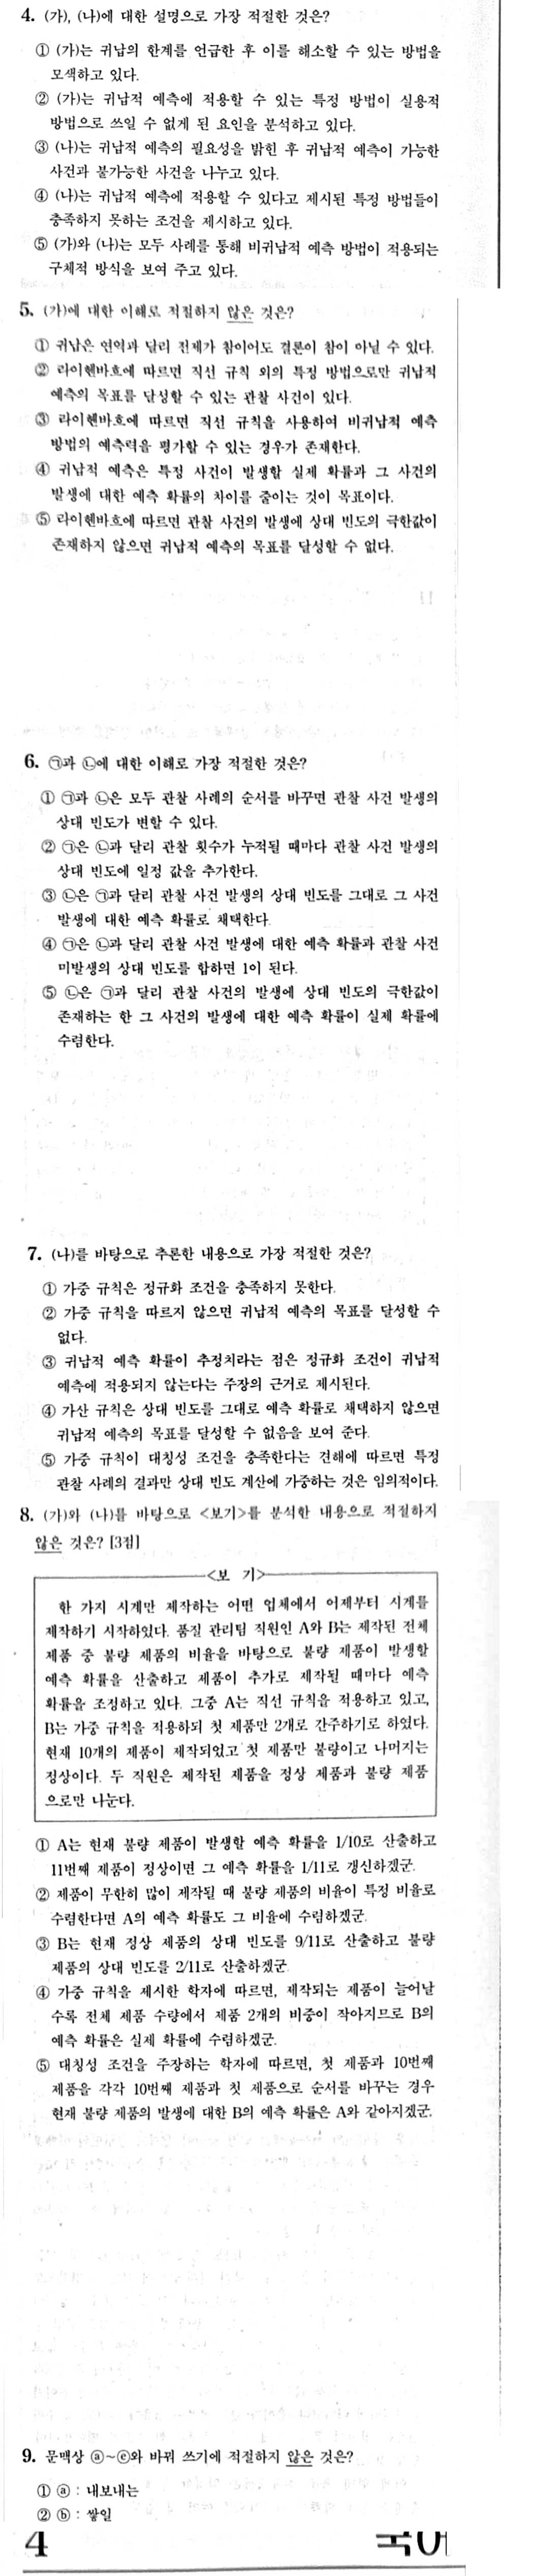 4. (가), (나)에 대한 설명으로 가장 적절한 것은?
① (가)는 귀납의 한계를 언급한 후 이를 해소할 수 있는 방법을
모색하고 있다.
② (가)는 귀납적 예측에 적용할 수 있는 특정 방법이 실용적
방법으로 쓰일 수 없게 된 요인을 분석하고 있다.
③ (나)는 귀납적 예측의 필요성을 밝힌 후 귀납적 예측이 가능한
사건과 불가능한 사건을 나누고 있다.
④ (나)는 귀납적 예측에 적용할 수 있다고 제시된 특정 방법들이
충족하지 못하는 조건을 제시하고 있다.
⑤ (가)와 (나)는 모두 사례를 통해 비귀납적 예측 방법이 적용되는
구체적 방식을 보여 주고 있다.
5. (가)에 대한 이해로 적절하지 않은 것은?
① 귀납은 연역과 달리 전제가 참이어도 결론이 참이 아닐 수 있다.
② 라이헨바흐에 따르면 직선 규칙 외의 특정 방법으로만 귀납적
예측의 목표를 달성할 수 있는 관찰 사건이 있다.
③ 라이헨바흐에 따르면 직선 규칙을 사용하여 비귀납적 예측
방법의 예측력을 평가할 수 있는 경우가 존재한다.
④ 귀납적 예측은 특정 사건이 발생할 실제 확률과 그 사건의
발생에 대한 예측 확률의 차이를 줄이는 것이 목표이다.
⑤ 라이헨바흐에 따르면 관찰 사건의 발생에 상대 빈도의 극한값이
존재하지 않으면 귀납적 예측의 목표를 달성할 수 없다.
6. ㉠과 ㉡에 대한 이해로 가장 적절한 것은?
① ㉠과 ㉡은 모두 관찰 사례의 순서를 바꾸면 관찰 사건 발생의
상대 빈도가 변할 수 있다.
② ㉠은 ㉡과 달리 관찰 횟수가 누적될 때마다 관찰 사건 발생의
상대 빈도에 일정 값을 추가한다.
③ ㉡은 ㉠과 달리 관찰 사건 발생의 상대 빈도를 그대로 그 사건
발생에 대한 예측 확률로 채택한다.
④ ㉠은 ㉡과 달리 관찰 사건 발생에 대한 예측 확률과 관찰 사건
미발생의 상대 빈도를 합하면 1이 된다.
⑤ ㉡은 ㉠과 달리 관찰 사건의 발생에 상대 빈도의 극한값이
존재하는 한 그 사건의 발생에 대한 예측 확률이 실제 확률에
수렴한다.
7. (나)를 바탕으로 추론한 내용으로 가장 적절한 것은?
① 가중 규칙은 정규화 조건을 충족하지 못한다.
② 가중 규칙을 따르지 않으면 귀납적 예측의 목표를 달성할 수
없다.
③ 귀납적 예측 확률이 추정치라는 점은 정규화 조건이 귀납적
예측에 적용되지 않는다는 주장의 근거로 제시된다.
④ 가산 규칙은 상대 빈도를 그대로 예측 확률로 채택하지 않으면
귀납적 예측의 목표를 달성할 수 없음을 보여 준다.
⑤ 가중 규칙이 대칭성 조건을 충족한다는 견해에 따르면 특정
관찰 사례의 결과만 상대 빈도 계산에 가중하는 것은 임의적이다.
8. (가)와 (나)를 바탕으로 <보기>를 분석한 내용으로 적절하지
않은 것은? [3점]
<보 기>
한 가지 시계만 제작하는 어떤 업체에서 어제부터 시계를
제작하기 시작하였다. 품질 관리팀 직원인 A와 B는 제작된 전체
제품 중 불량 제품의 비율을 바탕으로 불량 제품이 발생할
예측 확률을 산출하고 제품이 추가로 제작될 때마다 예측
확률을 조정하고 있다. 그중 A는 직선 규칙을 적용하고 있고,
B는 가중 규칙을 적용하되 첫 제품만 2개로 간주하기로 하였다.
현재 10개의 제품이 제작되었고 첫 제품만 불량이고 나머지는
정상이다. 두 직원은 제작된 제품을 정상 제품과 불량 제품
으로만 나눈다.
① A는 현재 불량 제품이 발생할 예측 확률을 1/10로 산출하고
11번째 제품이 정상이면 그 예측 확률을 1/11로 갱신하겠군.
② 제품이 무한히 많이 제작될 때 불량 제품의 비율이 특정 비율로
수렴한다면 A의 예측 확률도 그 비율에 수렴하겠군.
③ B는 현재 정상 제품의 상대 빈도를 9/11로 산출하고 불량
제품의 상대 빈도를 2/11로 산출하겠군.
④ 가중 규칙을 제시한 학자에 따르면, 제작되는 제품이 늘어날
수록 전체 제품 수량에서 제품 2개의 비중이 작아지므로 B의
예측 확률은 실제 확률에 수렴하겠군.
⑤ 대칭성 조건을 주장하는 학자에 따르면, 첫 제품과 10번째
제품을 각각 10번째 제품과 첫 제품으로 순서를 바꾸는 경우
현재 불량 제품의 발생에 대한 B의 예측 확률은 A와 같아지겠군.
9. 문맥상 ⓐ~ⓔ와 바꿔 쓰기에 적절하지 않은 것은?
① ⓐ : 내보내는
② ⓑ : 쌓일
4
국어